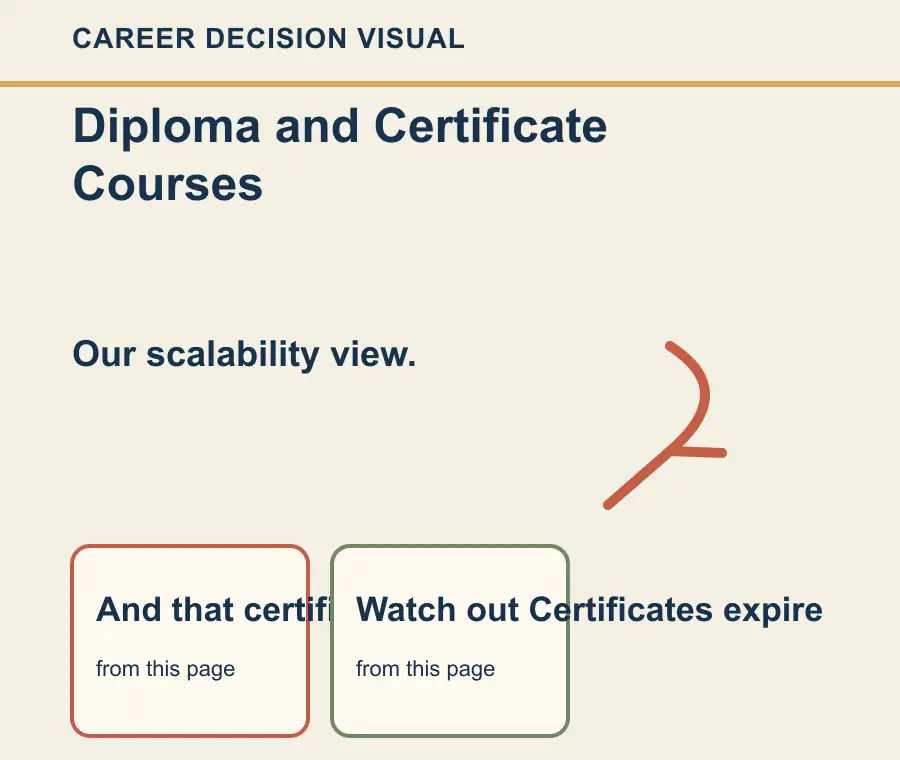 CAREER DECISION VISUAL
Diploma and Certificate
Courses
Our scalability view.
And that certifi
Watch out Certificates expire
from this page
from this page